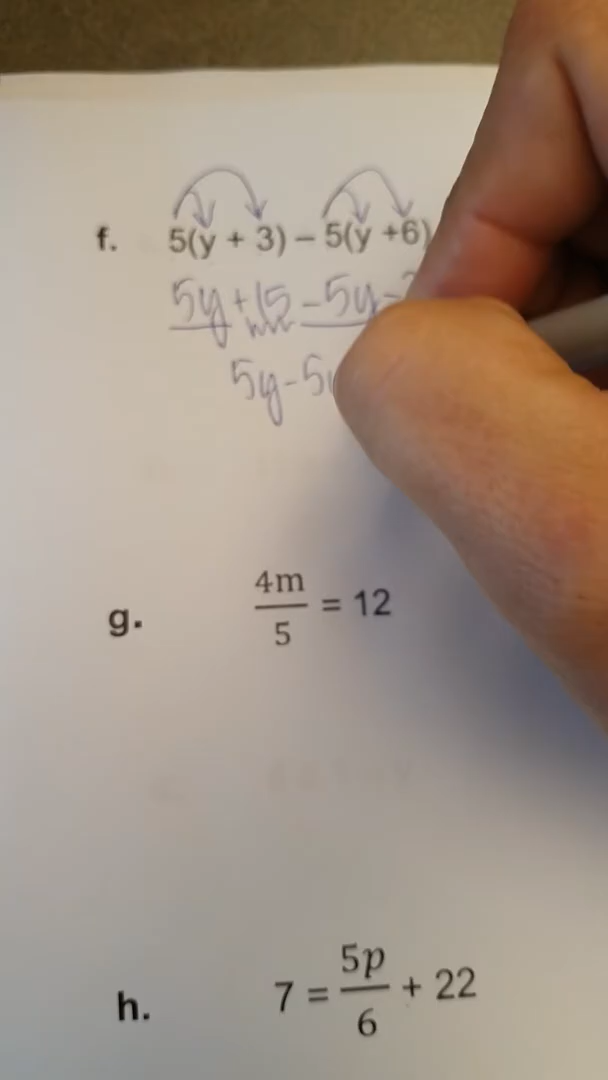 f. 5(y + 3) – 5(y +6)
5y + 15 - 5y -
5y - 5
g. 4m/5 = 12
h. 7 = 5p/6 + 22